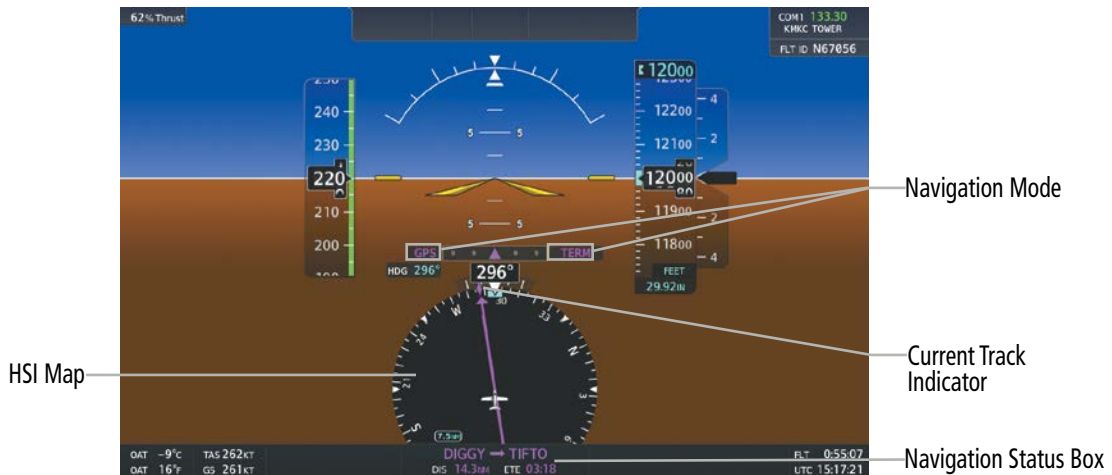 62% Thrust
COM1 133.30
KMKC TOWER
FLT ID N67056
12000
240
230
220
210
200
5 5
5 5
12200
12100
12000
11900
11800
4
2
2
4
FEET
29.92IN
GPS
TERM
HDG 296°
296°
30
33
N
3
6
S
21
24
W
7.5NM
DIGGY → TIFTO
DIS 14.3NM ETE 03:18
OAT -9°C TAS 262KT
OAT 16°F GS 261KT
FLT 0:55:07
UTC 15:17:21
Navigation Mode
HSI Map
Current Track
Indicator
Navigation Status Box